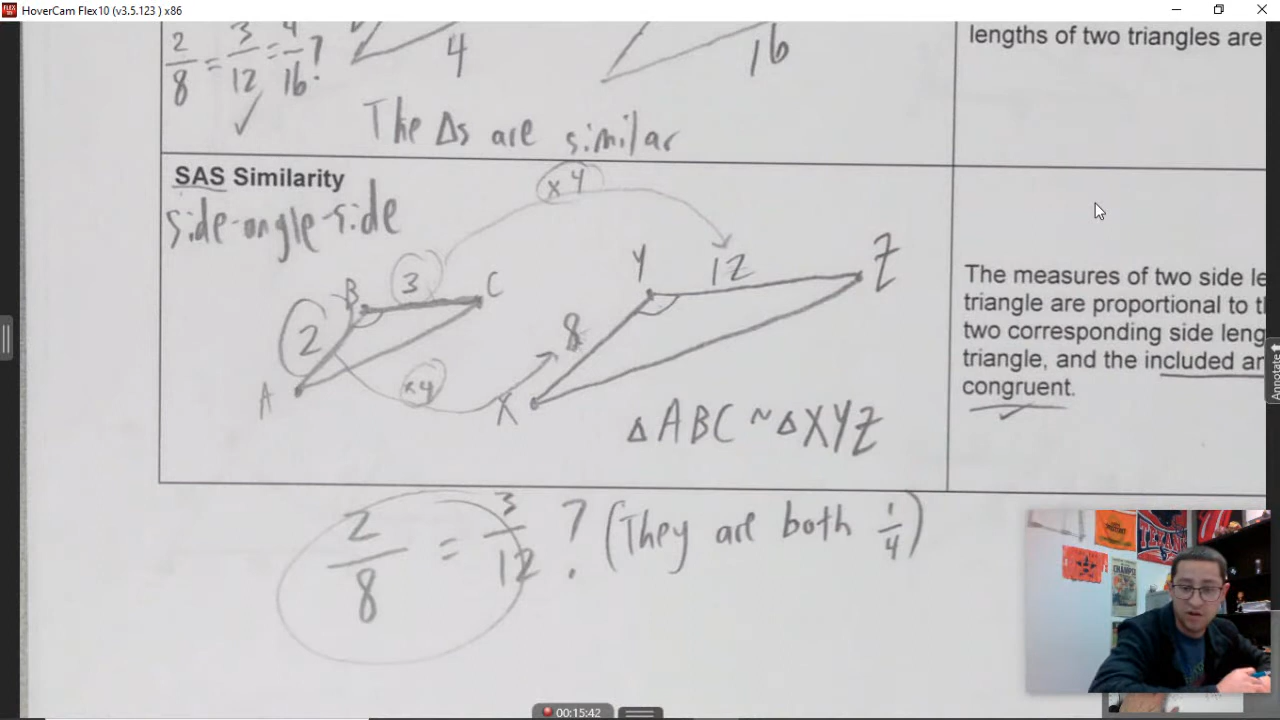 HoverCam Flex10 (v3.5.123 ) x86
2/8 = 3/12 = 4/16 ?
4
16
lengths of two triangles are
✓
The Δs are similar
SAS Similarity
side-angle-side
x4
B 3 C
Y 12 Z
2
8
A
x4
X
ΔABC ~ ΔXYZ
The measures of two side le
triangle are proportional to t
two corresponding side leng
triangle, and the included an
congruent.
2/8 = 3/12 ? (They are both 1/4)
TEXANS
Annotate
00:15:42